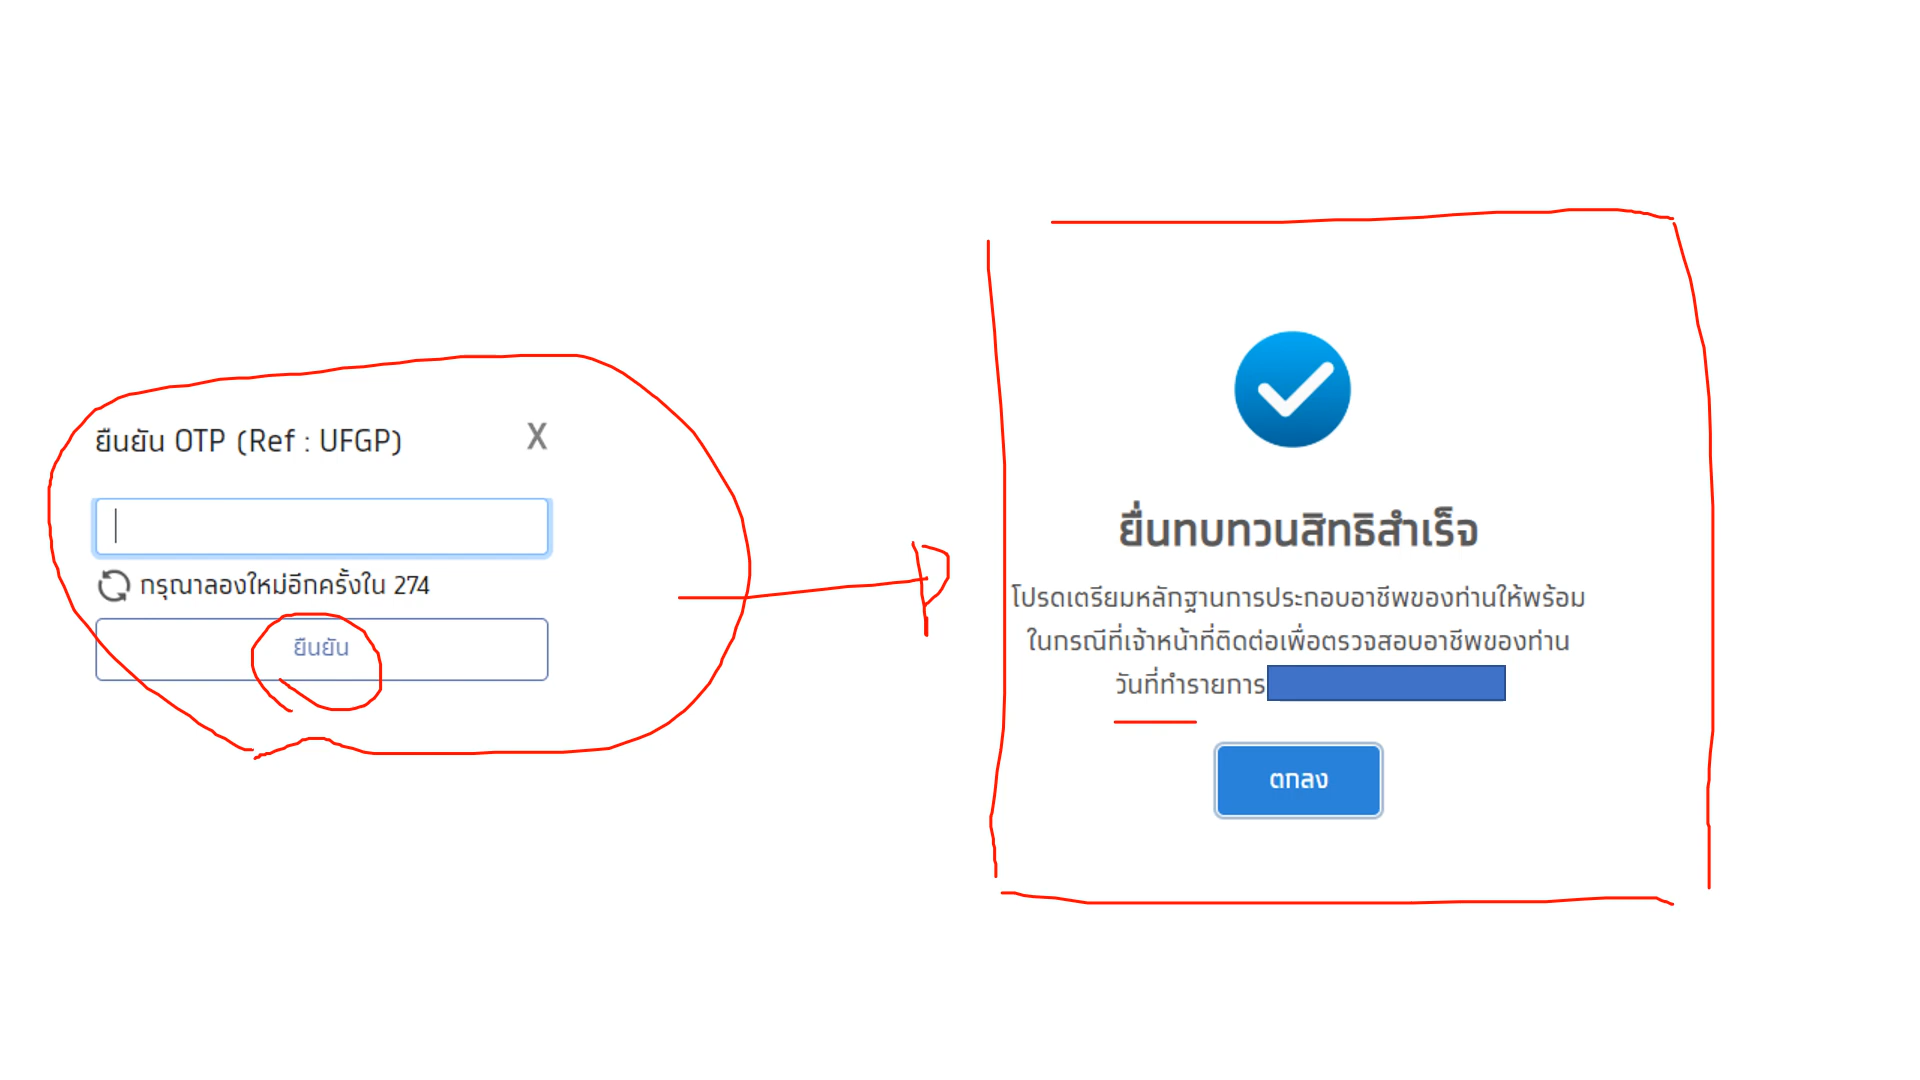 ยืนยัน OTP (Ref : UFGP)
X
กรุณาลองใหม่อีกครั้งใน 274
ยืนยัน
ยื่นทบทวนสิทธิสำเร็จ
โปรดเตรียมหลักฐานการประกอบอาชีพของท่านให้พร้อม
ในกรณีที่เจ้าหน้าที่ติดต่อเพื่อตรวจสอบอาชีพของท่าน
วันที่ทำรายการ
ตกลง